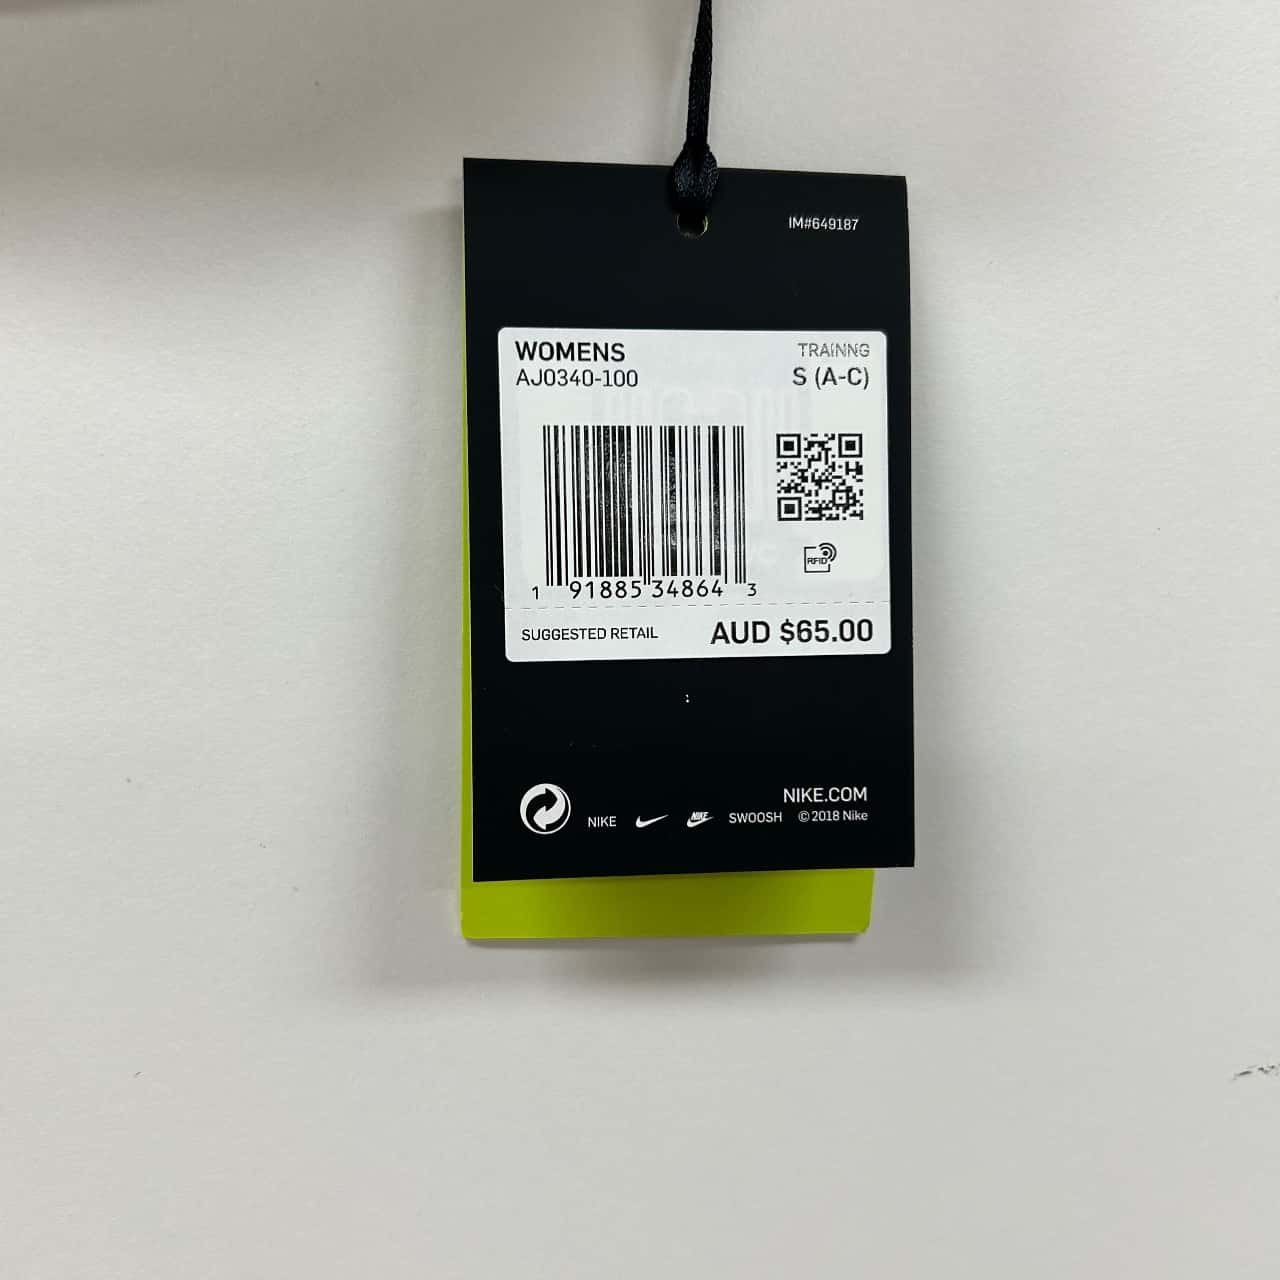 IM#649187
WOMENS TRAINNG
AJ0340-100 S (A-C)
RFID
1 91885 34864 3
SUGGESTED RETAIL AUD $65.00
NIKE.COM
NIKE NIKE SWOOSH © 2018 Nike